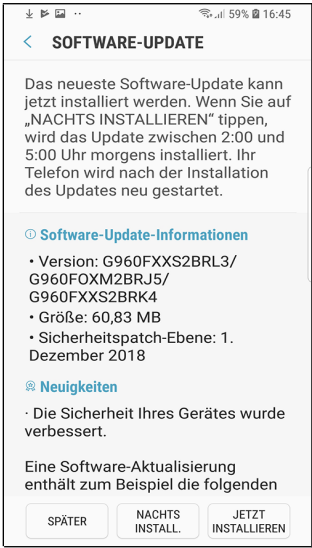 59% 16:45
SOFTWARE-UPDATE
Das neueste Software-Update kann
jetzt installiert werden. Wenn Sie auf
„NACHTS INSTALLIEREN“ tippen,
wird das Update zwischen 2:00 und
5:00 Uhr morgens installiert. Ihr
Telefon wird nach der Installation
des Updates neu gestartet.
Software-Update-Informationen
• Version: G960FXXS2BRL3/
G960FOXM2BRJ5/
G960FXXS2BRK4
• Größe: 60,83 MB
• Sicherheitspatch-Ebene: 1.
Dezember 2018
Neuigkeiten
· Die Sicherheit Ihres Gerätes wurde
verbessert.
Eine Software-Aktualisierung
enthält zum Beispiel die folgenden
SPÄTER
NACHTS
INSTALL.
JETZT
INSTALLIEREN